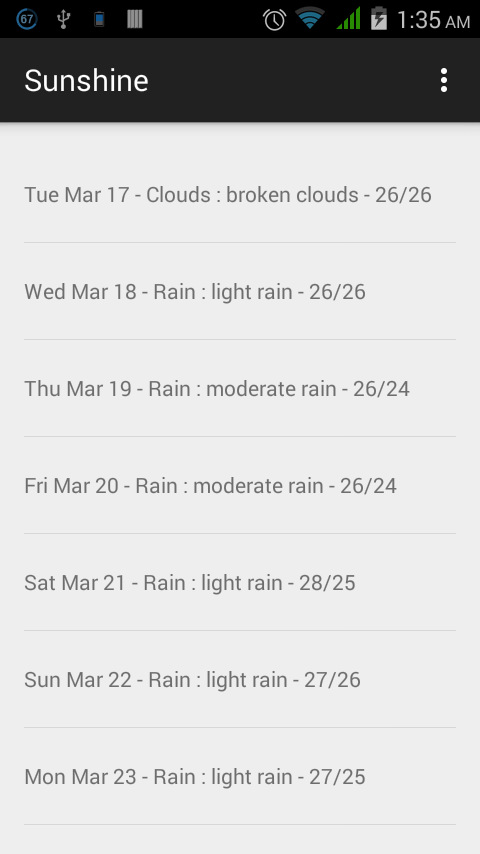 67
1:35 AM
Sunshine
Tue Mar 17 - Clouds : broken clouds - 26/26
Wed Mar 18 - Rain : light rain - 26/26
Thu Mar 19 - Rain : moderate rain - 26/24
Fri Mar 20 - Rain : moderate rain - 26/24
Sat Mar 21 - Rain : light rain - 28/25
Sun Mar 22 - Rain : light rain - 27/26
Mon Mar 23 - Rain : light rain - 27/25